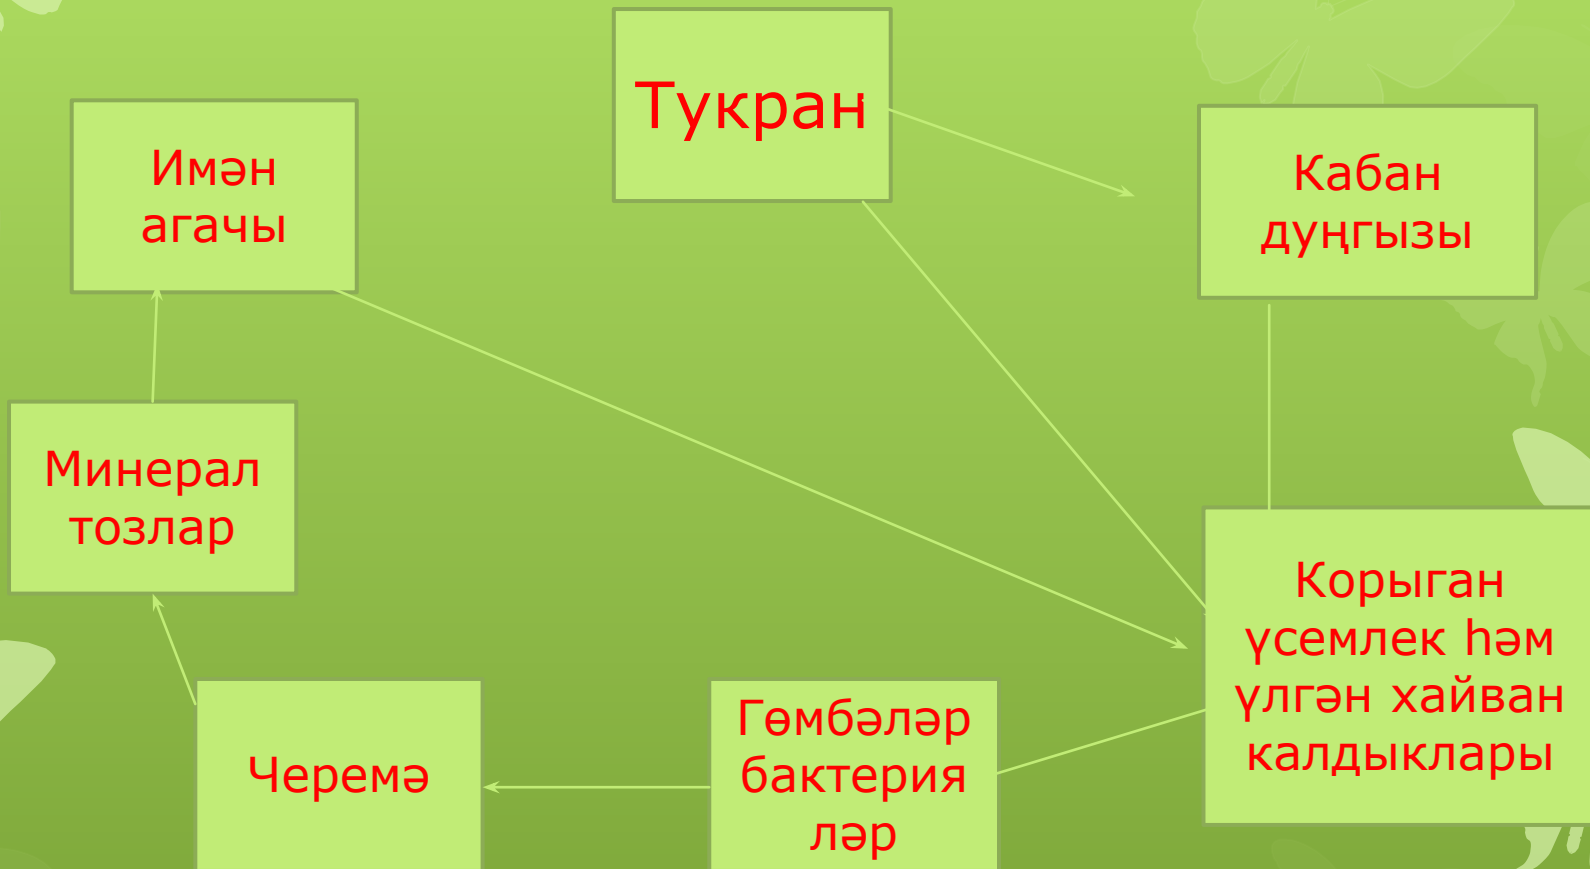 Тукран
Имән
агачы
Кабан
дуңгызы
Минерал
тозлар
Корыган
үсемлек һәм
үлгән хайван
калдыклары
Черемә
Гөмбәләр
бактерия
ләр